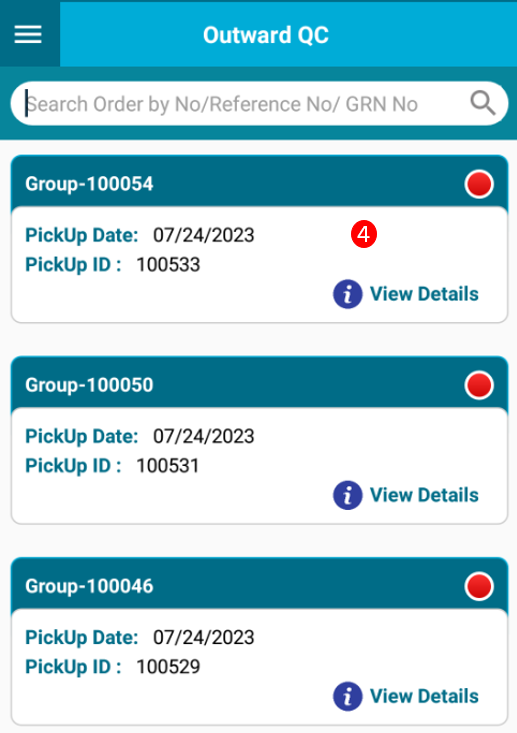 Outward QC
Search Order by No/Reference No/ GRN No
Group-100054
PickUp Date: 07/24/2023
4
PickUp ID : 100533
i View Details
Group-100050
PickUp Date: 07/24/2023
PickUp ID : 100531
i View Details
Group-100046
PickUp Date: 07/24/2023
PickUp ID : 100529
i View Details